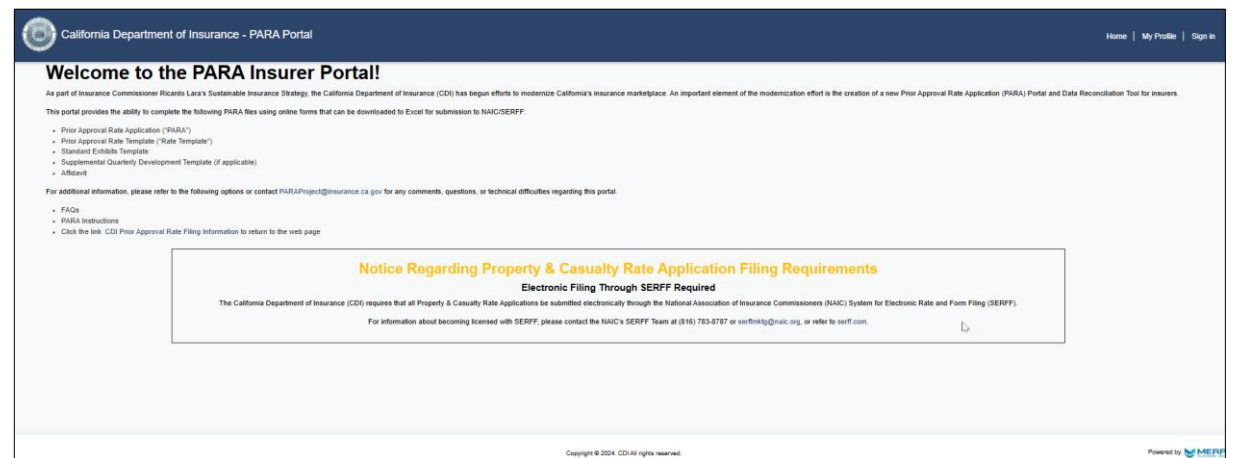 California Department of Insurance - PARA Portal
Home | My Profile | Sign in
Welcome to the PARA Insurer Portal!
As part of Insurance Commissioner Ricardo Lara's Sustainable Insurance Strategy, the California Department of Insurance (CDI) has begun efforts to modernize California's insurance marketplace. An important element of the modernization effort is the creation of a new Prior Approval Rate Application (PARA) Portal and Data Reconciliation Tool for insurers.
This portal provides the ability to complete the following PARA files using online forms that can be downloaded to Excel for submission to NAIC/SERFF:
• Prior Approval Rate Application ("PARA")
• Prior Approval Rate Template ("Rate Template")
• Standard Exhibits Template
• Supplemental Quarterly Development Template (if applicable)
• Affidavit
For additional information, please refer to the following options or contact PARAProject@insurance.ca.gov for any comments, questions, or technical difficulties regarding this portal.
• FAQs
• PARA Instructions
• Click the link CDI Prior Approval Rate Filing Information to return to the web page
Notice Regarding Property & Casualty Rate Application Filing Requirements
Electronic Filing Through SERFF Required
The California Department of Insurance (CDI) requires that all Property & Casualty Rate Applications be submitted electronically through the National Association of Insurance Commissioners (NAIC) System for Electronic Rate and Form Filing (SERFF).
For information about becoming licensed with SERFF, please contact the NAIC's SERFF Team at (816) 783-8787 or serffmktg@naic.org, or refer to serff.com.
Copyright © 2024. CDI All rights reserved.
Powered by MERP